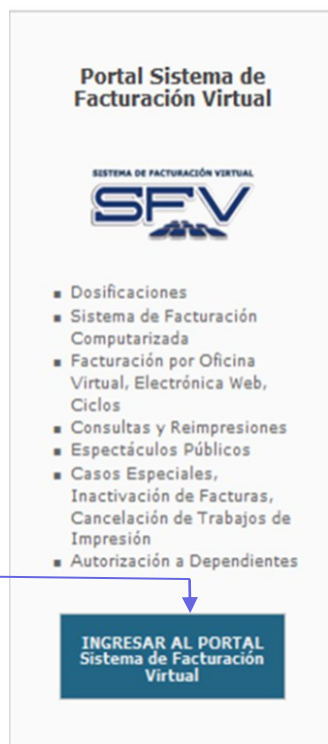 Portal Sistema de
Facturación Virtual
SISTEMA DE FACTURACIÓN VIRTUAL
SFV
Dosificaciones
Sistema de Facturación
Computarizada
Facturación por Oficina
Virtual, Electrónica Web,
Ciclos
Consultas y Reimpresiones
Espectáculos Públicos
Casos Especiales,
Inactivación de Facturas,
Cancelación de Trabajos de
Impresión
Autorización a Dependientes
INGRESAR AL PORTAL
Sistema de Facturación
Virtual